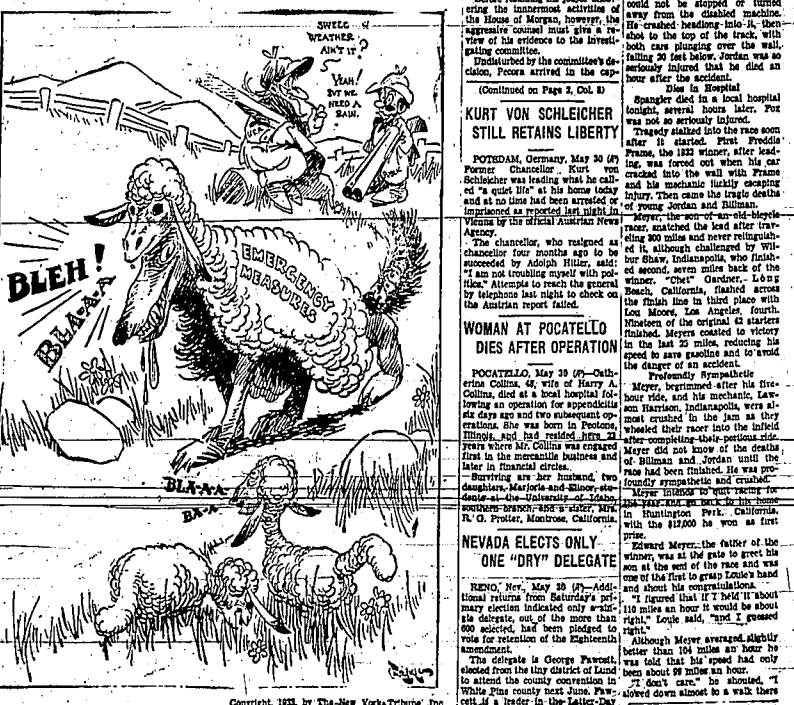 SWELL
WEATHER
AIN'T IT?
YEAH!
BUT WE
NEED A
RAIN.
BLEH!
BLA-A-A
EMERGENCY
MEASURES
BLA-A-A
BA-A
Copyright, 1933, by The New York Tribune Inc
ering the innermost activities of
the House of Morgan, however, the
aggressive counsel must give a re-
view of his evidence to the investi-
gating committee.
Undisturbed by the committee's de-
cision, Pecora arrived in the cap-
(Continued on Page 2, Col. 8)
KURT VON SCHLEICHER
STILL RETAINS LIBERTY
POTSDAM, Germany, May 30 (AP)
Former Chancellor Kurt von
Schleicher was leading what he call-
ed "a quiet life" at his home today
and at no time had been arrested or
imprisoned as reported last night in
Vienna by the official Austrian News
Agency.
The chancellor, who resigned as
chancellor four months ago to be
succeeded by Adolph Hitler, said:
"I am not troubling myself with pol-
itics." Attempts to reach the general
by telephone last night to check on
the Austrian report failed.
WOMAN AT POCATELLO
DIES AFTER OPERATION
POCATELLO, May 30 (AP)—Cath-
erine Collins, 48, wife of Harry A.
Collins, died at a local hospital fol-
lowing an operation for appendicitis
six days ago and two subsequent op-
erations. She was born in Peotone,
Illinois, and had resided here 23
years where Mr. Collins was engaged
first in the mercantile business and
later in financial circles.
Surviving are her husband, two
daughters, Marjorie and Elinor, stu-
dents at the University of Idaho,
southern branch, and a sister, Mrs.
R. G. Protter, Montrose, California.
NEVADA ELECTS ONLY
ONE "DRY" DELEGATE
RENO, Nev., May 30 (AP)—Addi-
tional returns from Saturday's pri-
mary election indicated only a sin-
gle delegate, out of the more than
600 selected, had been pledged to
vote for retention of the Eighteenth
amendment.
The delegate is George Fawcett,
elected from the tiny district of Lund
to attend the county convention in
White Pine county next June. Faw-
cett is a leader in the Latter-Day
could not be stopped or turned
away from the disabled machine.
He crashed headlong into it, then
shot to the top of the track, with
both cars plunging over the wall,
falling 20 feet below. Jordan was so
seriously injured that he died an
hour after the accident.
Dies in Hospital
Spangler died in a local hospital
tonight, several hours later. Fox
was not so seriously injured.
Tragedy stalked into the race soon
after it started. First Freddie
Frame, the 1932 winner, after lead-
ing, was forced out when his car
cracked into the wall with Frame
and his mechanic luckily escaping
injury. Then came the tragic deaths
of young Jordan and Billman.
Meyer, the son of an old bicycle
racer, snatched the lead after trav-
eling 300 miles and never relinquish-
ed it, although challenged by Wil-
bur Shaw, Indianapolis, who finish-
ed second, seven miles back of the
winner. "Chet" Gardner, Long
Beach, California, flashed across
the finish line in third place with
Lou Moore, Los Angeles, fourth.
Nineteen of the original 42 starters
finished. Meyers coasted to victory
in the last 25 miles, reducing his
speed to save gasoline and to avoid
the danger of an accident.
Profoundly Sympathetic
Meyer, begrimmed after his five-
hour ride, and his mechanic, Law-
son Harrison, Indianapolis, were al-
most crushed in the jam as they
wheeled their racer into the infield
after completing their perilous ride.
Meyer did not know of the deaths
of Billman and Jordan until the
race had been finished. He was pro-
foundly sympathetic and crushed.
Meyer intends to quit racing for
the year and go back to his home
in Huntington Park, California,
with the $12,000 he won as first
prize.
Edward Meyer, the father of the
winner, was at the gate to greet his
son at the end of the race and was
one of the first to grasp Louie's hand
and shout his congratulations.
"I figured that if I held it about
110 miles an hour it would be about
right," Louie said, "and I guessed
right."
Although Meyer averaged slightly
better than 104 miles an hour he
was told that his speed had only
been about 99 miles an hour.
"I don't care," he shouted, "I
slowed down almost to a walk there